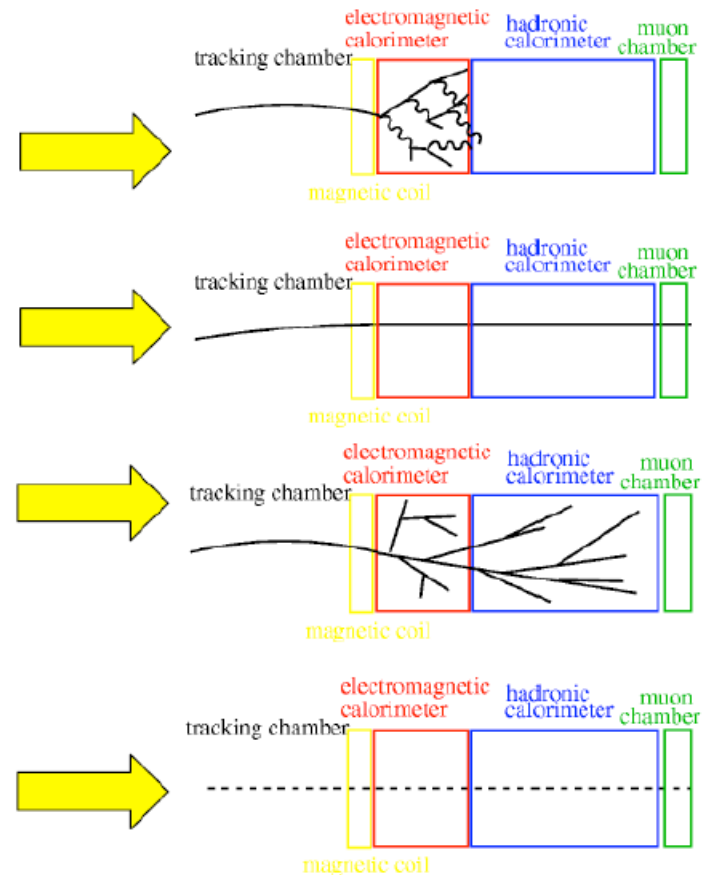 electromagnetic
calorimeter
hadronic
calorimeter
muon
chamber
tracking chamber
magnetic coil
electromagnetic
calorimeter
hadronic
calorimeter
muon
chamber
tracking chamber
magnetic coil
electromagnetic
calorimeter
hadronic
calorimeter
muon
chamber
tracking chamber
magnetic coil
electromagnetic
calorimeter
hadronic
calorimeter
muon
chamber
tracking chamber
magnetic coil